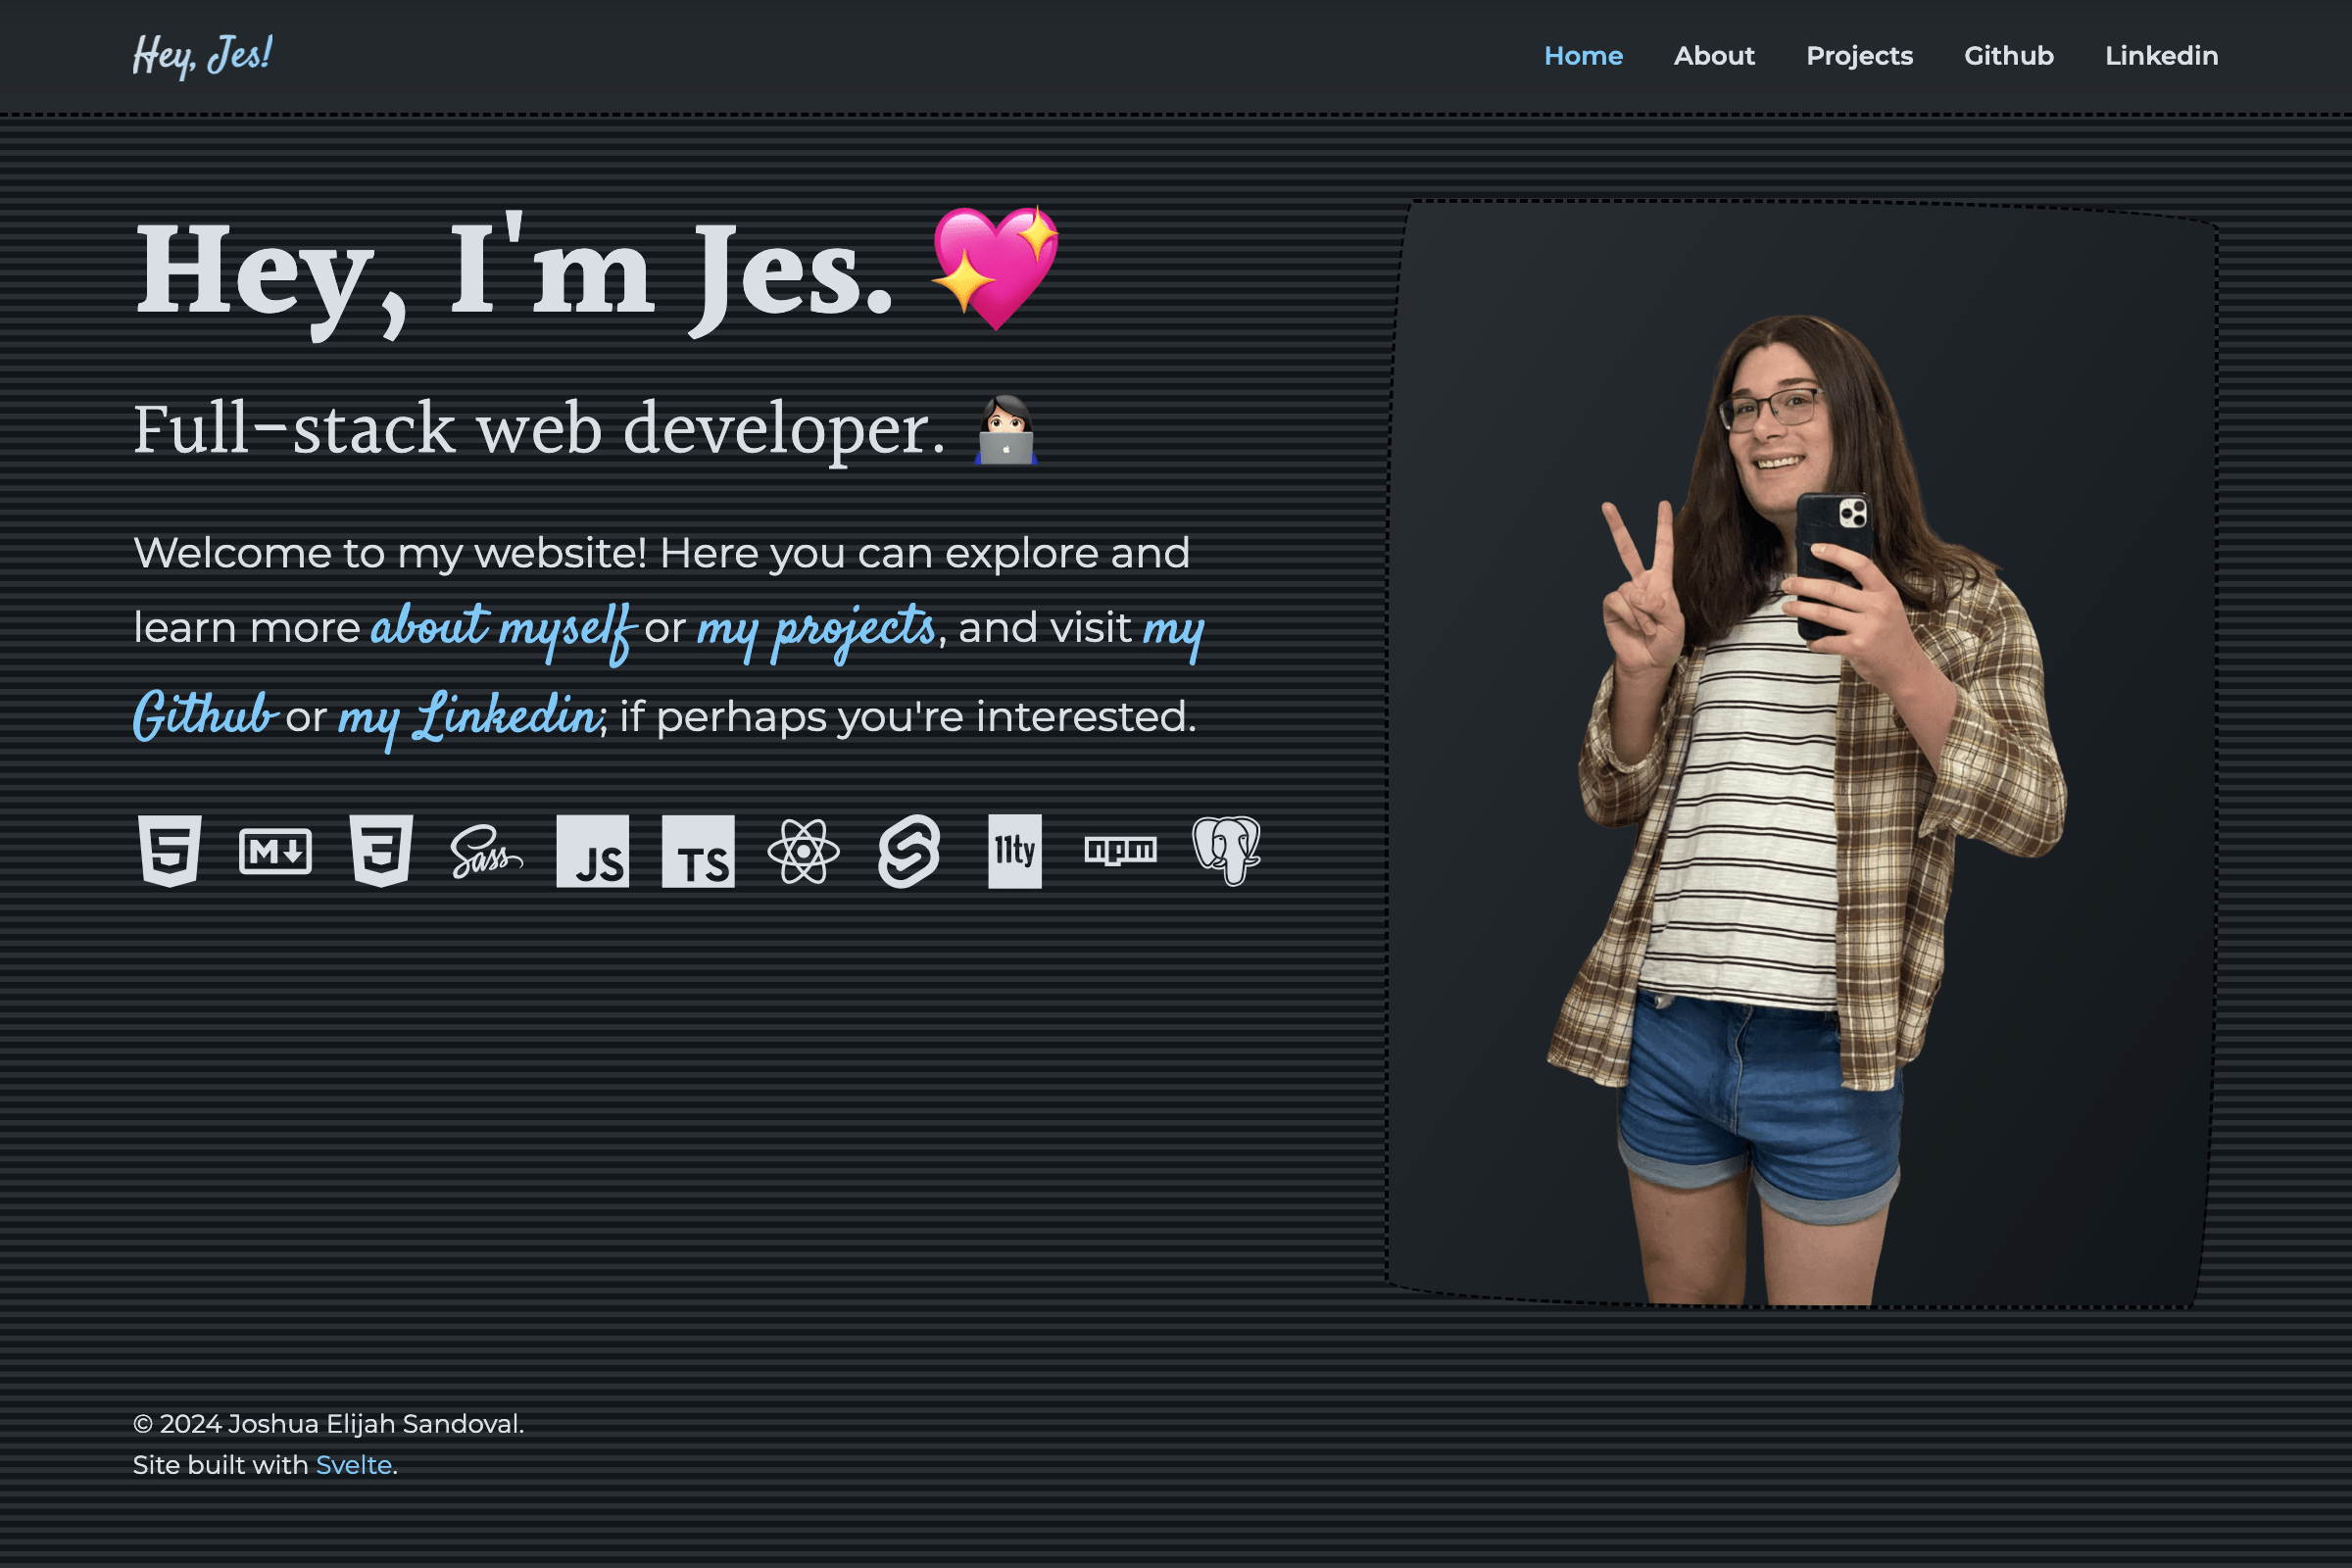 Hey, Jes!
Home About Projects Github Linkedin
Hey, I'm Jes. 💖
Full-stack web developer. 👩🏻‍💻
Welcome to my website! Here you can explore and
learn more about myself or my projects, and visit my
Github or my Linkedin; if perhaps you're interested.
5 M 3 Sass JS TS S 11ty npm
© 2024 Joshua Elijah Sandoval.
Site built with Svelte.